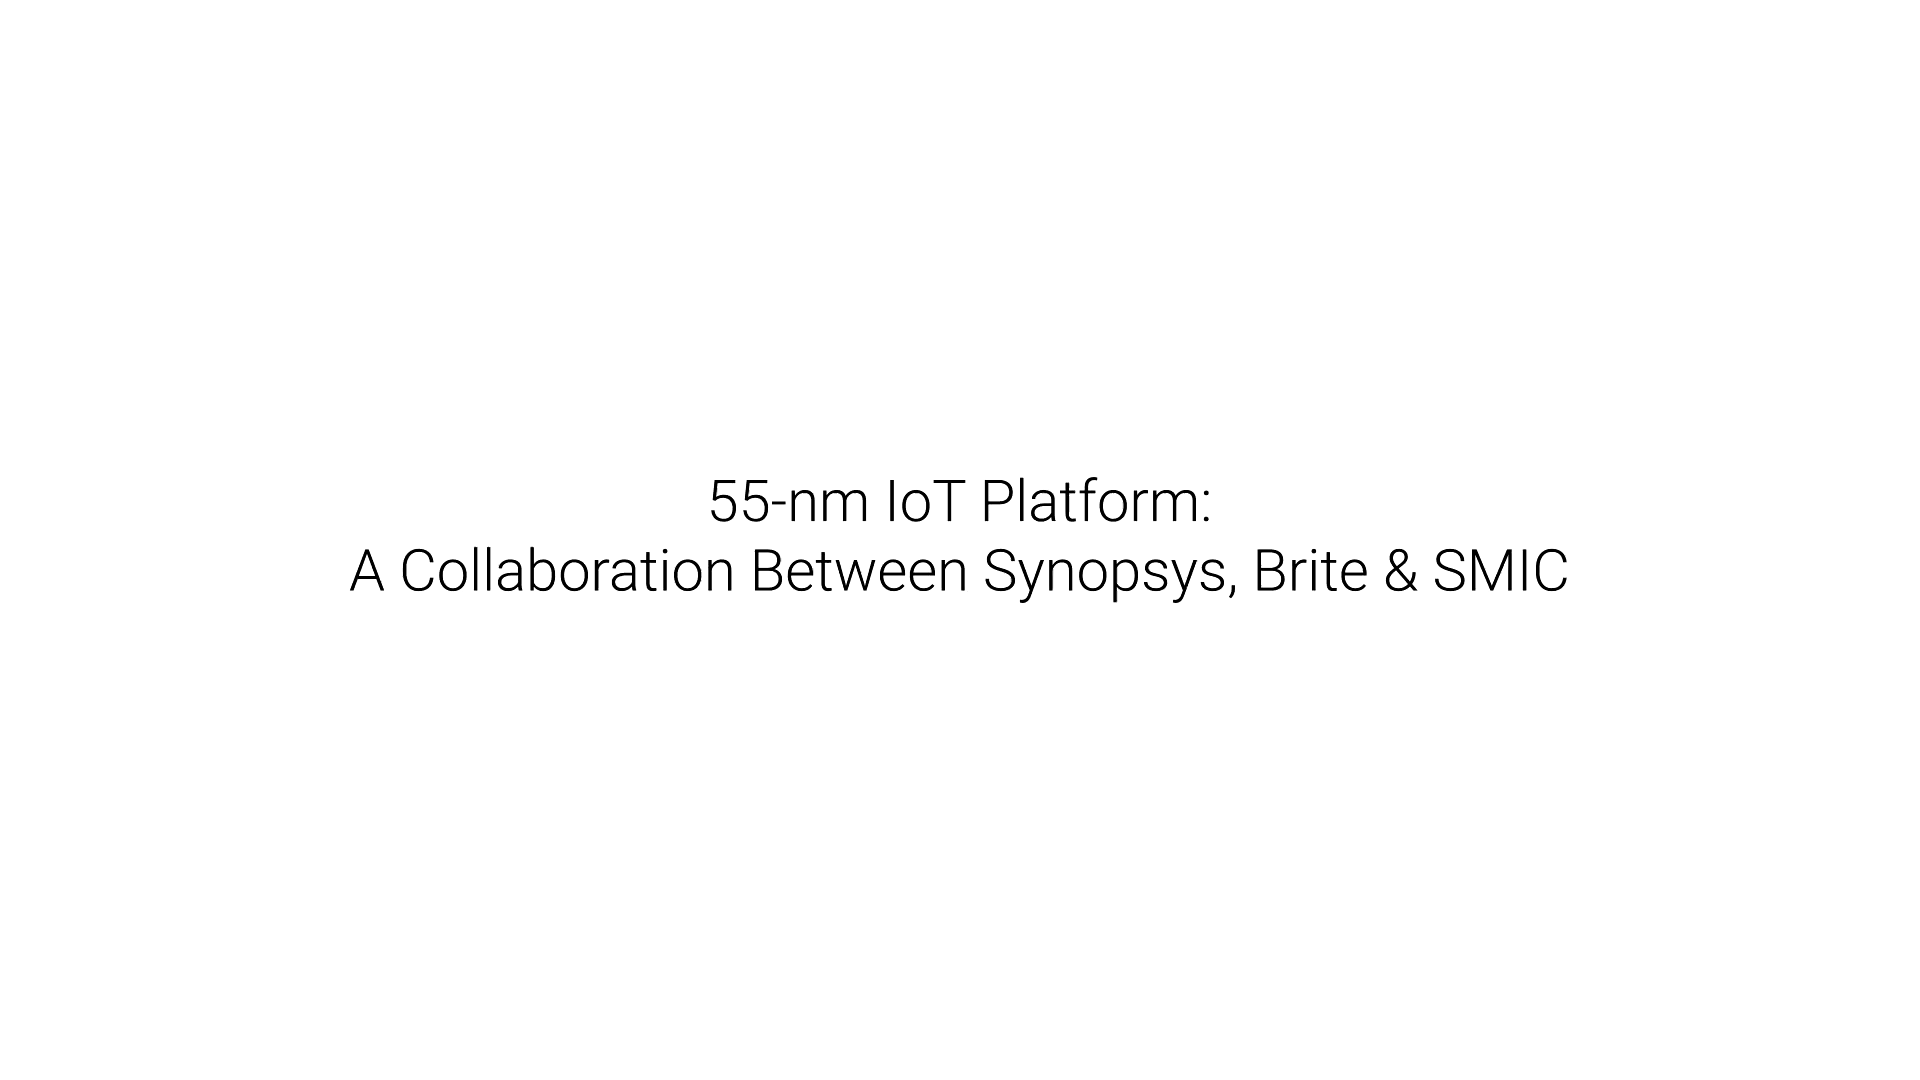 55-nm IoT Platform:
A Collaboration Between Synopsys, Brite & SMIC